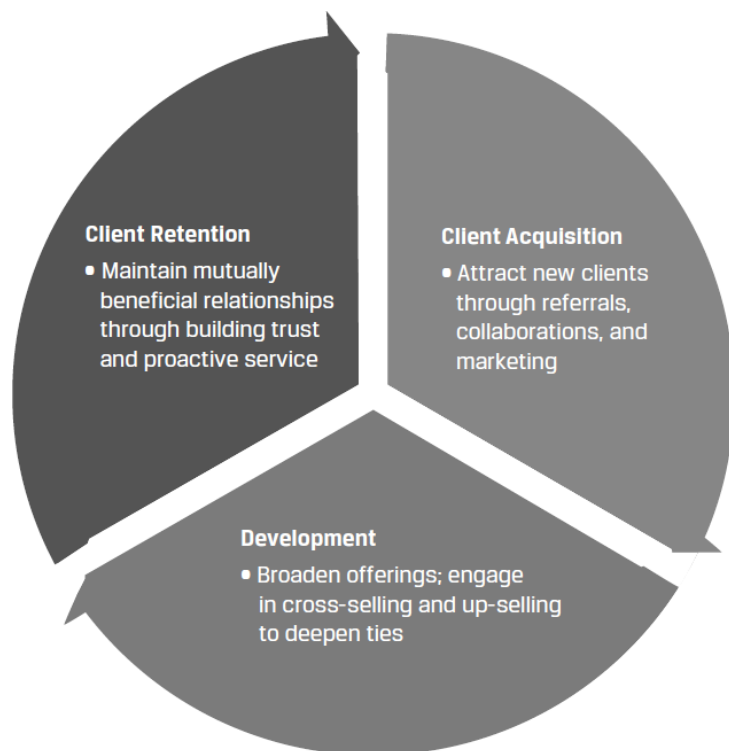 Client Retention
• Maintain mutually
beneficial relationships
through building trust
and proactive service
Client Acquisition
• Attract new clients
through referrals,
collaborations, and
marketing
Development
• Broaden offerings; engage
in cross-selling and up-selling
to deepen ties